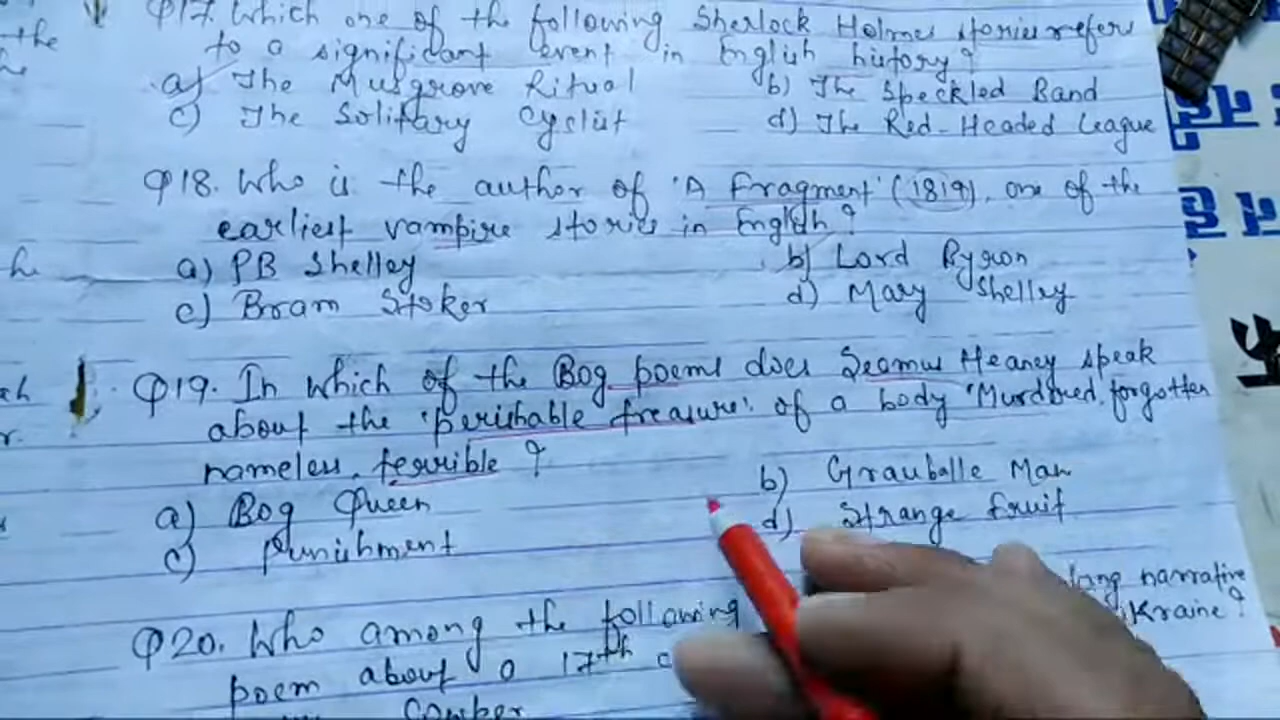 the
Q17. Which one of the following Sherlock Holmes stories refers
to a significant event in English history?
a) The Musgrove Ritual
b) The Speckled Band
c) The Solitary Cyclist
d) The Red-Headed League
Q18. Who is the author of 'A Fragment' (1819), one of the
earliest vampire stories in English?
a) PB Shelley
b) Lord Byron
c) Bram Stoker
d) Mary Shelley
Q19. In which of the Bog poems does Seamus Heaney speak
about the 'perishable treasure' of a body 'Murdered, forgotten
nameless, terrible?
a) Bog Queen
b) Grauballe Man
c) Punishment
d) Strange Fruit
Q20. Who among the following long narrative
poem about a 17th Ukraine?
Cowper